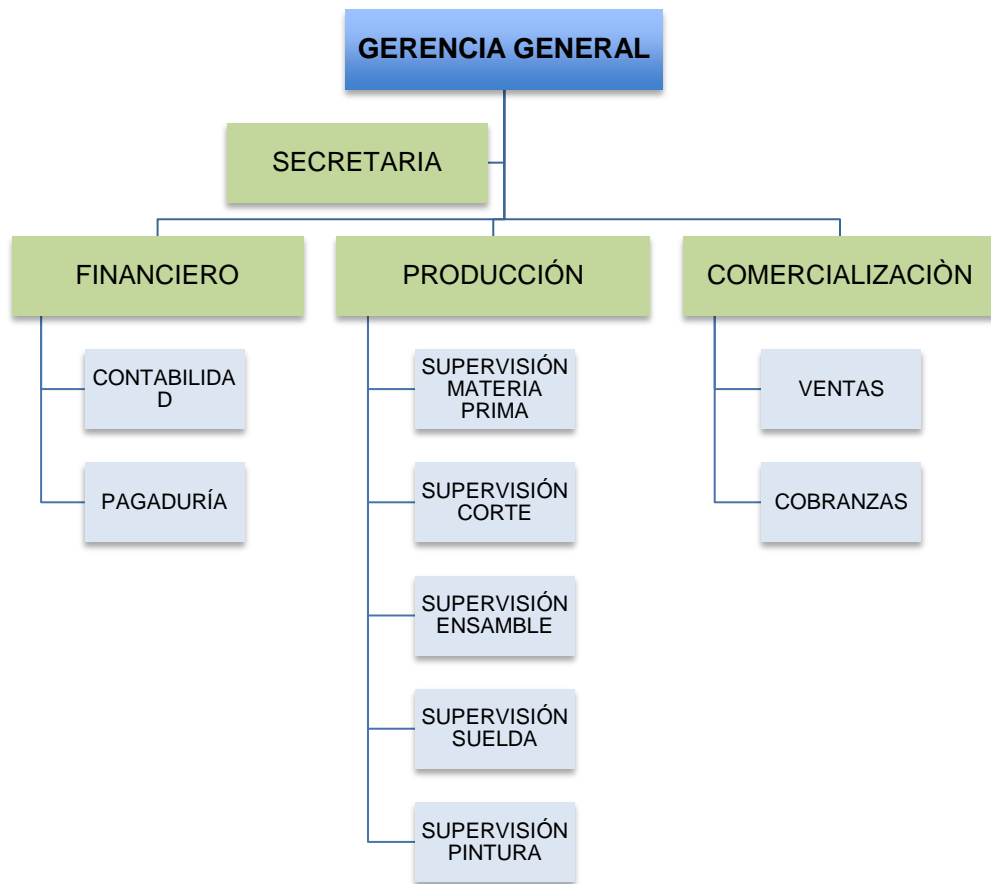 GERENCIA GENERAL
SECRETARIA
FINANCIERO
PRODUCCIÓN
COMERCIALIZACIÒN
CONTABILIDA
D
PAGADURÍA
SUPERVISIÓN
MATERIA
PRIMA
SUPERVISIÓN
CORTE
SUPERVISIÓN
ENSAMBLE
SUPERVISIÓN
SUELDA
SUPERVISIÓN
PINTURA
VENTAS
COBRANZAS